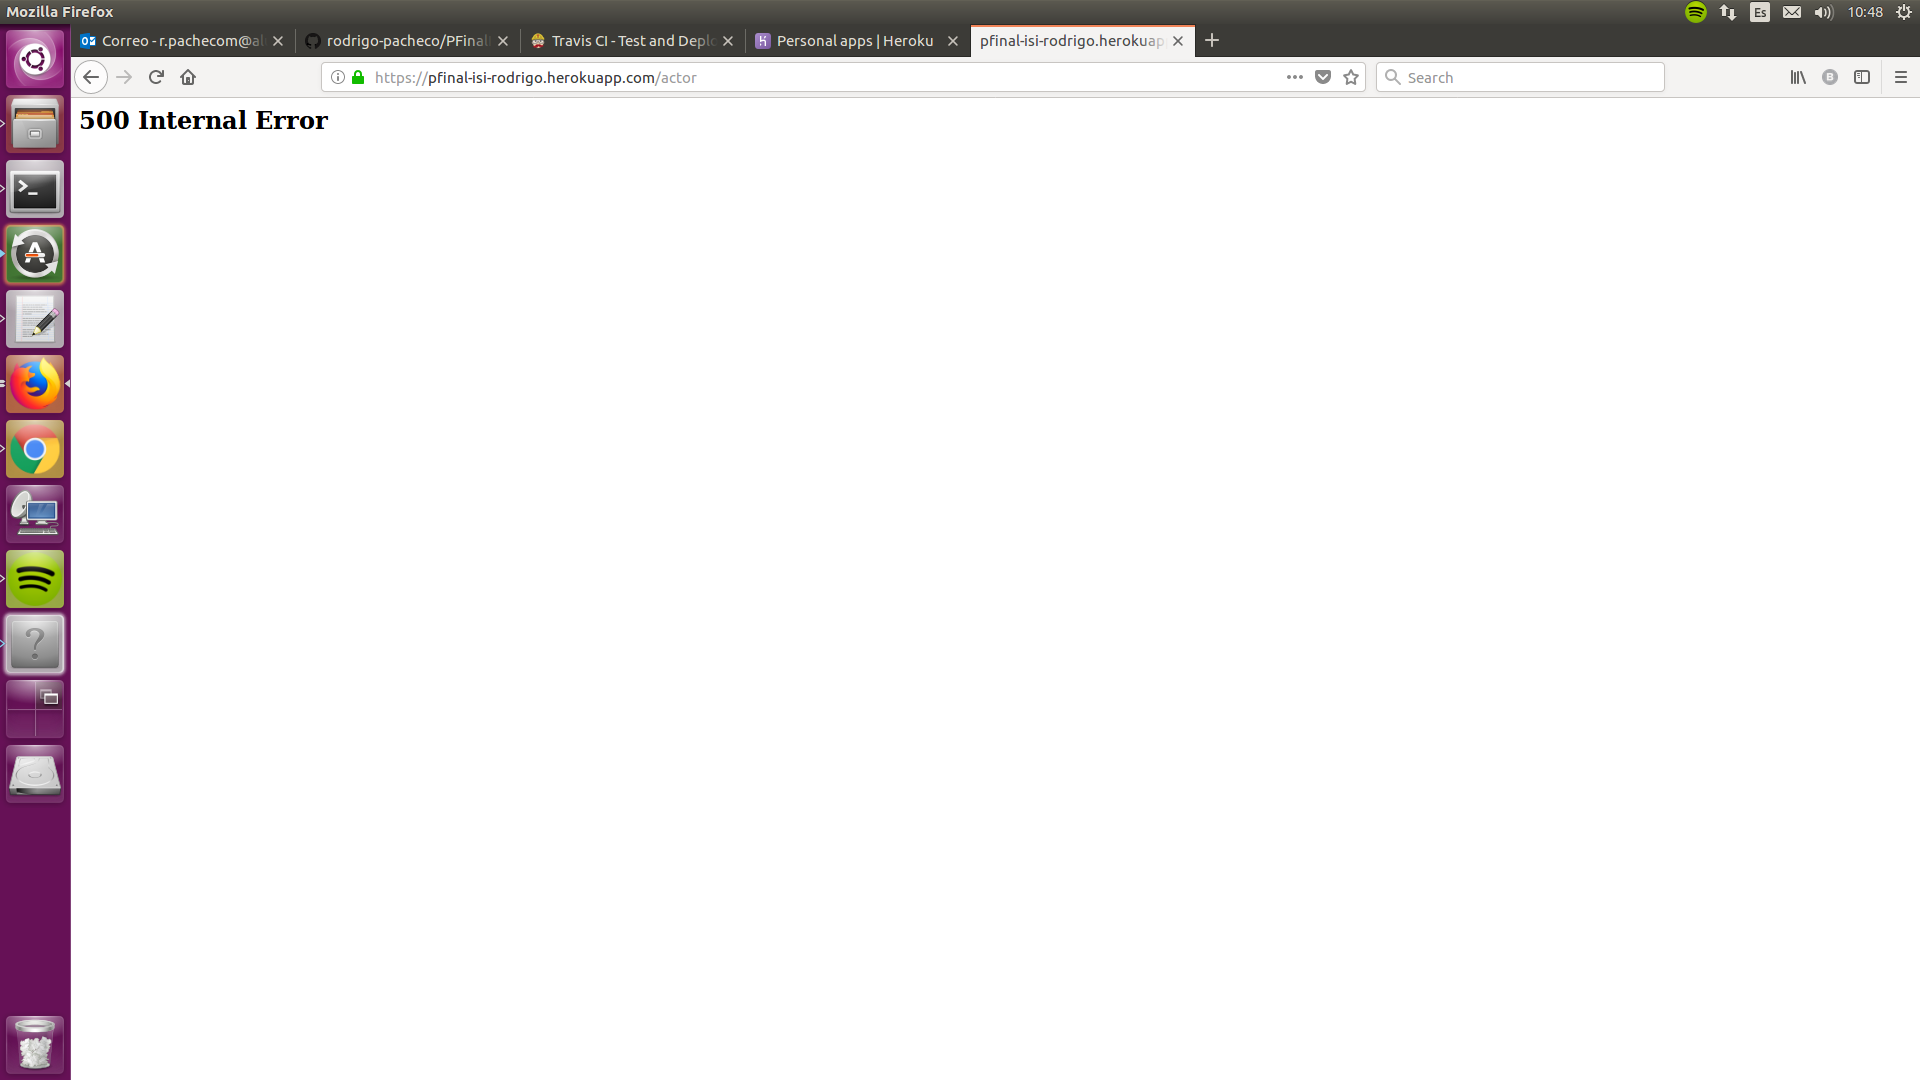 Mozilla Firefox
Es
10:48
Correo - r.pachecom@al
rodrigo-pacheco/PFinal
Travis CI - Test and Deplo
Personal apps | Heroku
pfinal-isi-rodrigo.herokuap
https://pfinal-isi-rodrigo.herokuapp.com/actor
Search
B
500 Internal Error